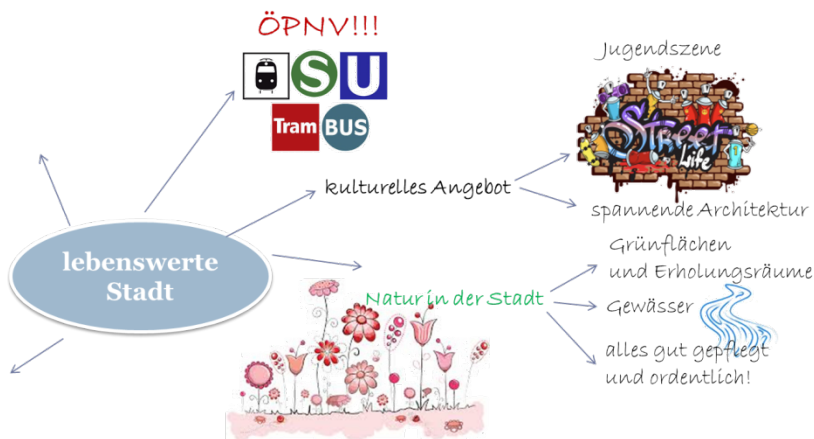 ÖPNV!!!
S U
Tram BUS
Jugendszene
Street
Life
kulturelles Angebot
spannende Architektur
lebenswerte
Stadt
Natur in der Stadt
Grünflächen
und Erholungsräume
Gewässer
alles gut gepflegt
und ordentlich!